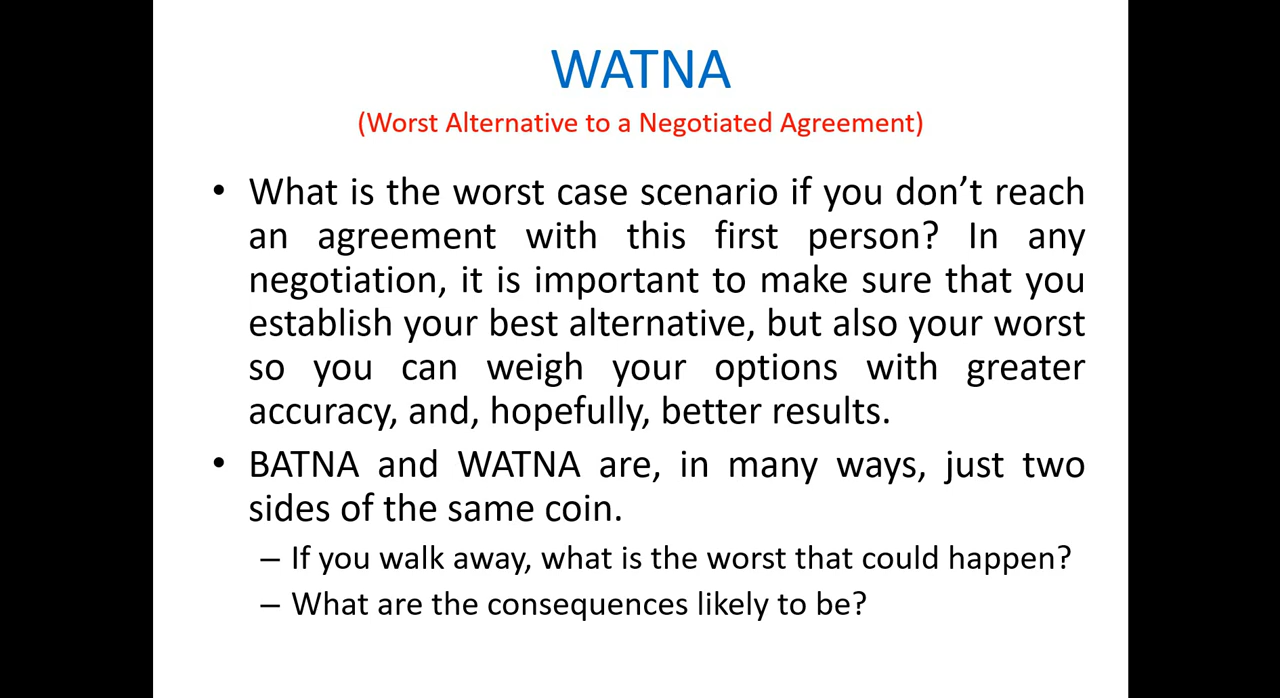 WATNA
(Worst Alternative to a Negotiated Agreement)
• What is the worst case scenario if you don’t reach
an agreement with this first person? In any
negotiation, it is important to make sure that you
establish your best alternative, but also your worst
so you can weigh your options with greater
accuracy, and, hopefully, better results.
• BATNA and WATNA are, in many ways, just two
sides of the same coin.
– If you walk away, what is the worst that could happen?
– What are the consequences likely to be?